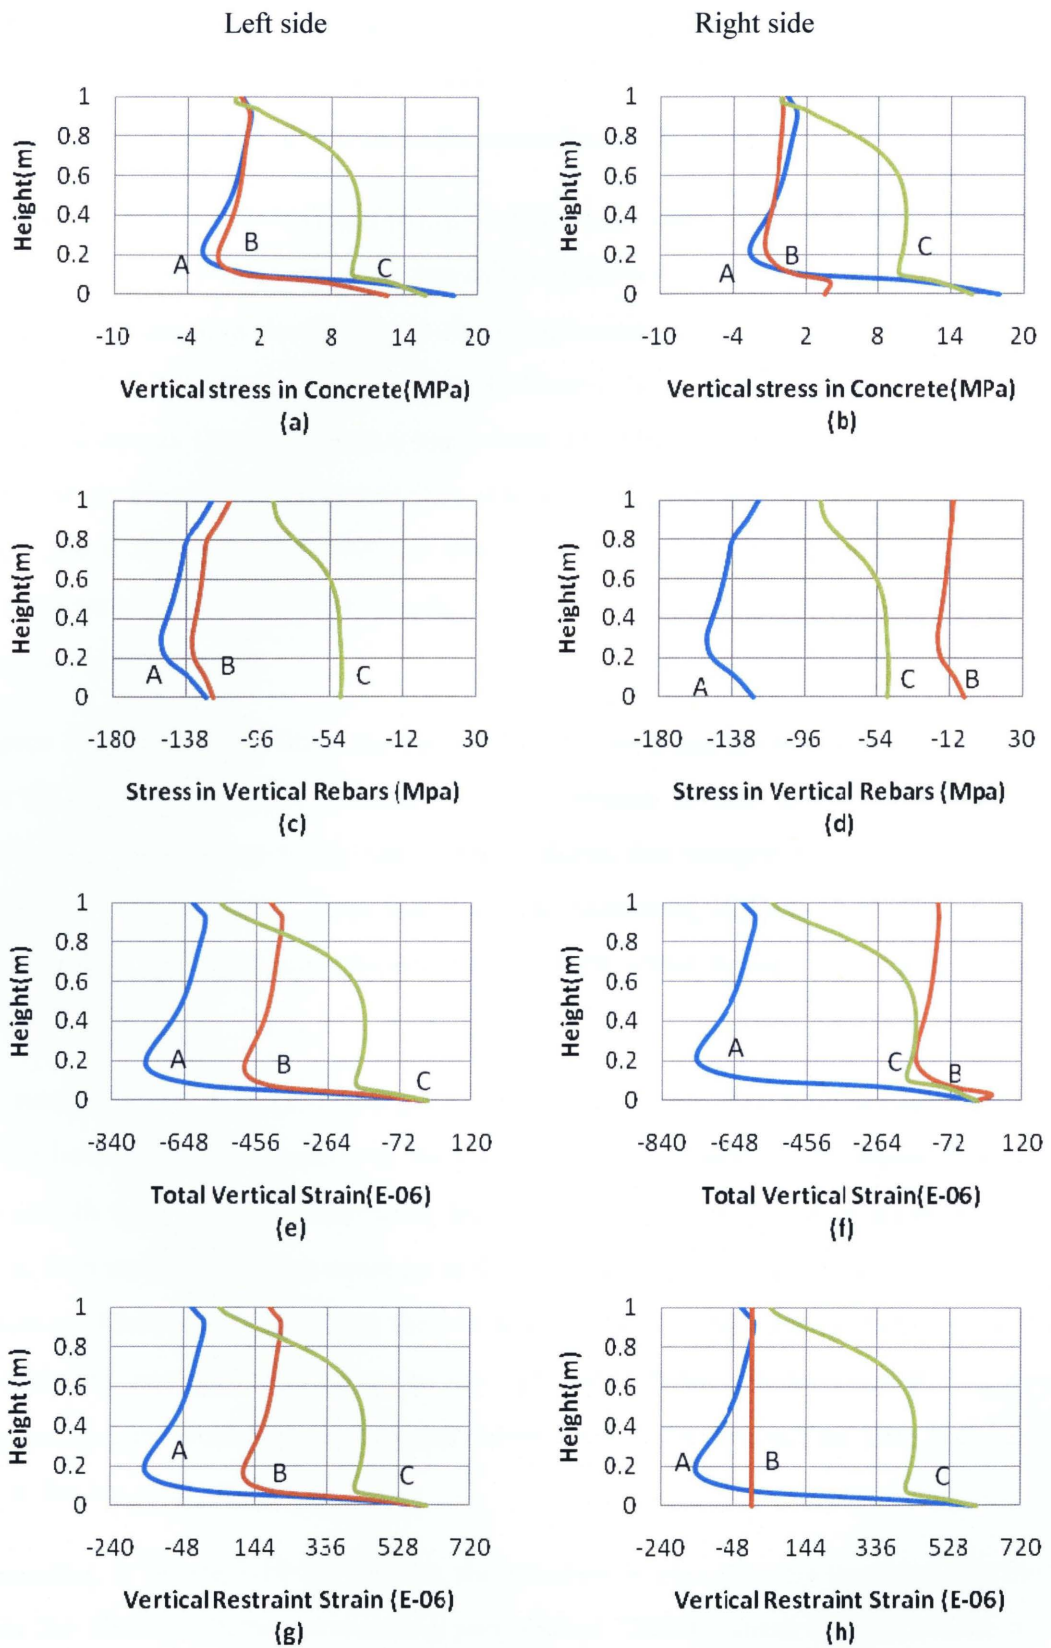 Left side
Right side
Height(m)
1
0.8
0.6
0.4
0.2
0
A
B
C
-10 -4 2 8 14 20
Vertical stress in Concrete(MPa)
(a)
Height(m)
1
0.8
0.6
0.4
0.2
0
A
B
C
-10 -4 2 8 14 20
Vertical stress in Concrete(MPa)
(b)
Height(m)
1
0.8
0.6
0.4
0.2
0
A
B
C
-180 -138 -96 -54 -12 30
Stress in Vertical Rebars (Mpa)
(c)
Height(m)
1
0.8
0.6
0.4
0.2
0
A
C
B
-180 -138 -96 -54 -12 30
Stress in Vertical Rebars (Mpa)
(d)
Height(m)
1
0.8
0.6
0.4
0.2
0
A
B
C
-840 -648 -456 -264 -72 120
Total Vertical Strain(E-06)
(e)
Height(m)
1
0.8
0.6
0.4
0.2
0
A
C
B
-840 -648 -456 -264 -72 120
Total Vertical Strain(E-06)
(f)
Height (m)
1
0.8
0.6
0.4
0.2
0
A
B
C
-240 -48 144 336 528 720
Vertical Restraint Strain (E-06)
(g)
Height(m)
1
0.8
0.6
0.4
0.2
0
A
B
C
-240 -48 144 336 528 720
Vertical Restraint Strain (E-06)
(h)